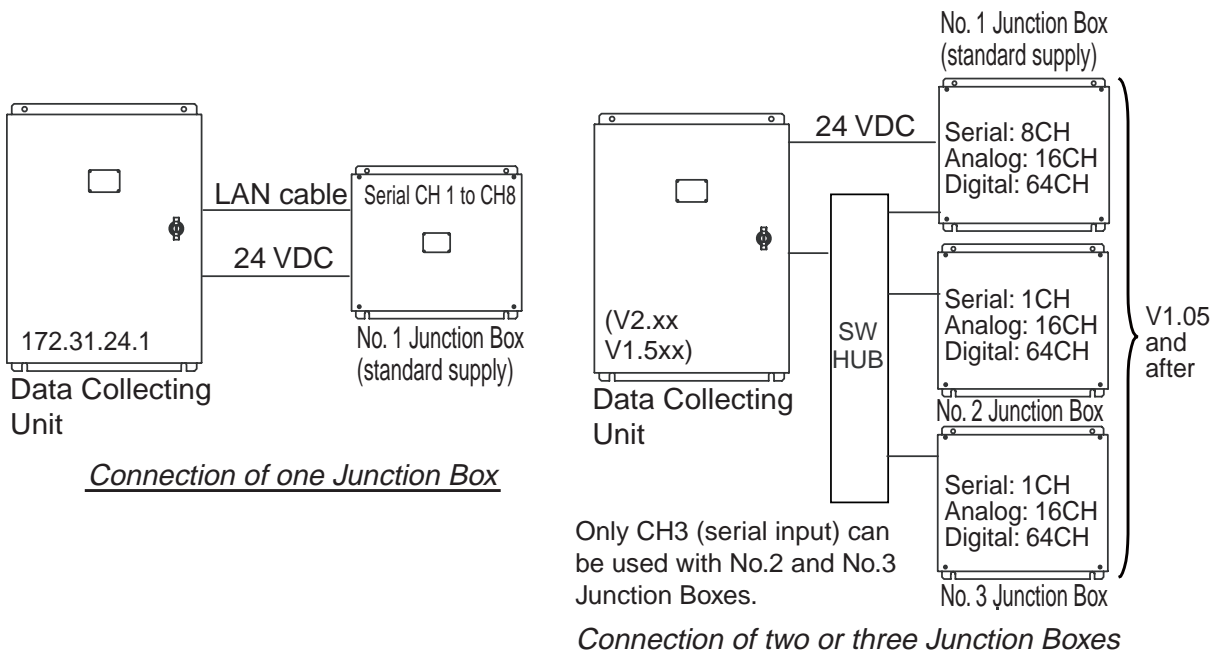 LAN cable
24 VDC
Serial CH 1 to CH8
172.31.24.1
Data Collecting
Unit
No. 1 Junction Box
(standard supply)
Connection of one Junction Box
No. 1 Junction Box
(standard supply)
24 VDC
Serial: 8CH
Analog: 16CH
Digital: 64CH
(V2.xx
V1.5xx)
Data Collecting
Unit
SW
HUB
Serial: 1CH
Analog: 16CH
Digital: 64CH
No. 2 Junction Box
V1.05
and
after
Serial: 1CH
Analog: 16CH
Digital: 64CH
No. 3 Junction Box
Only CH3 (serial input) can
be used with No.2 and No.3
Junction Boxes.
Connection of two or three Junction Boxes